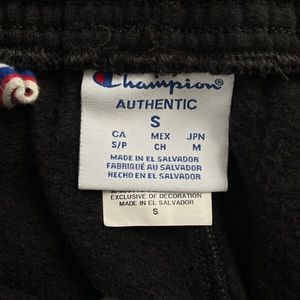 Champion
AUTHENTIC
S
CA MEX JPN
S/P CH M
MADE IN EL SALVADOR
FABRIQUÉ AU SALVADOR
HECHO EN EL SALVADOR
EXCLUSIVE OF DECORATION
MADE IN EL SALVADOR
S